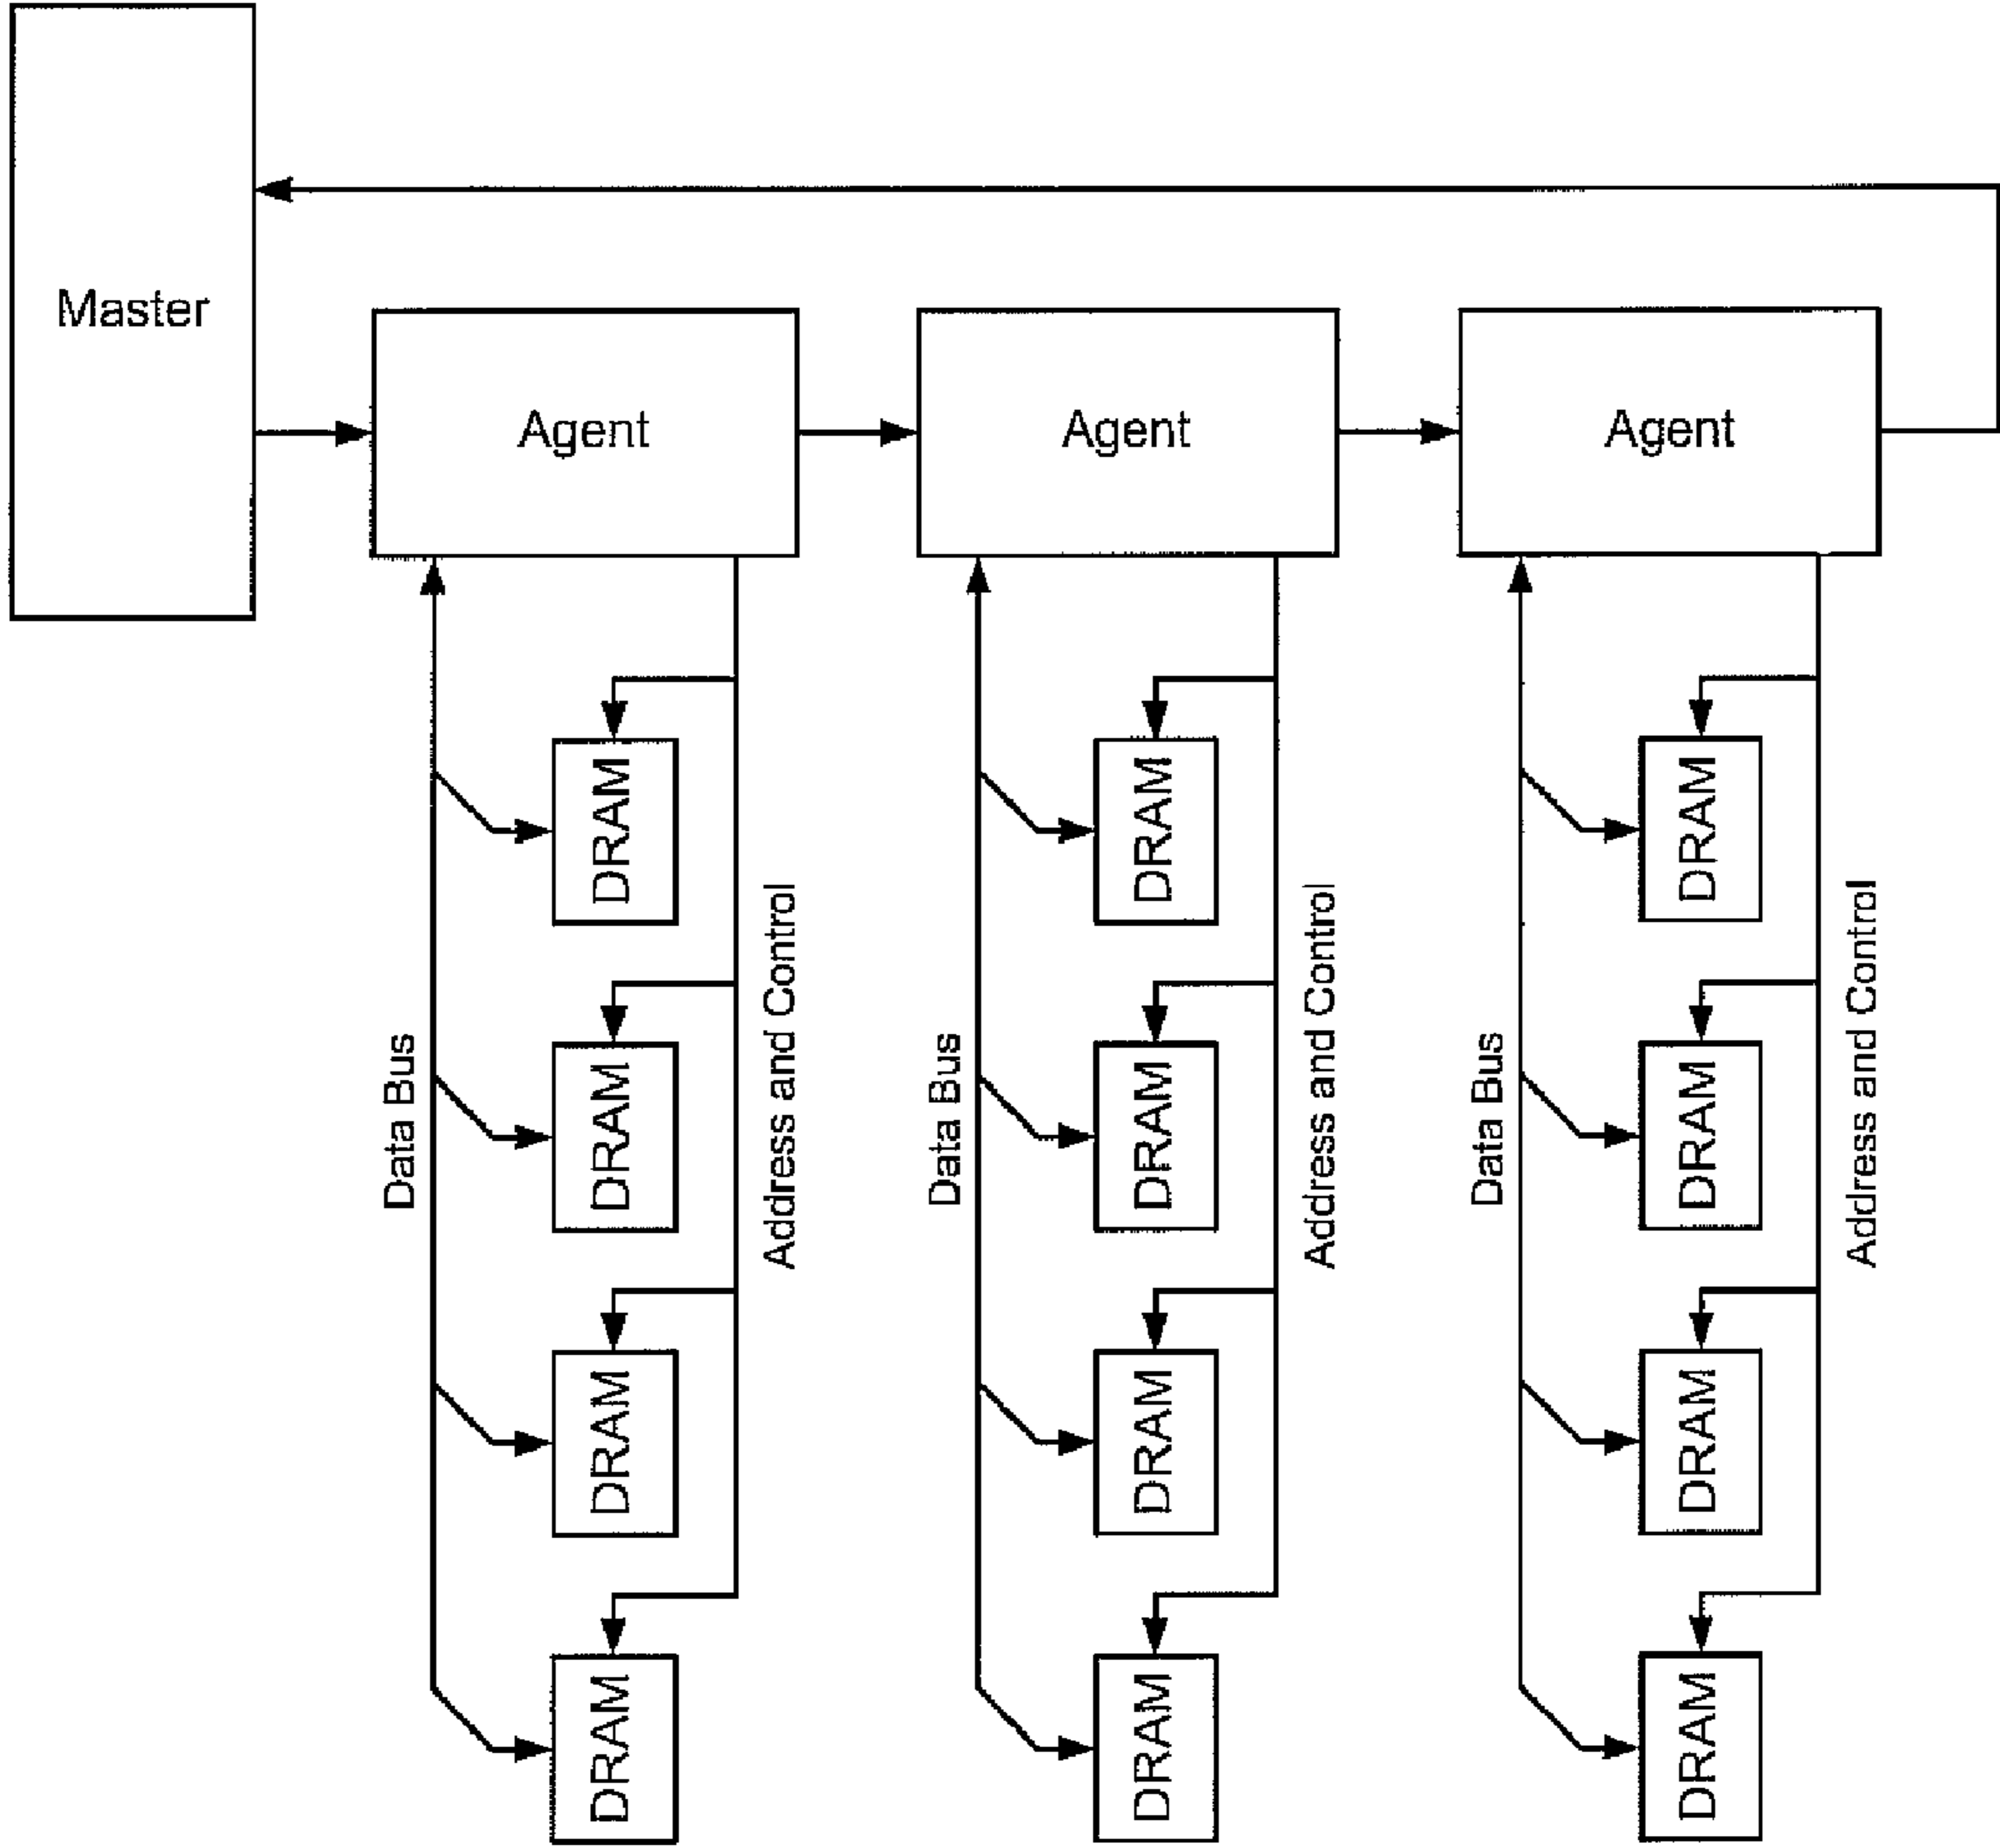 Master
Agent
Agent
Agent
DRAM
DRAM
DRAM
DRAM
Data Bus
Address and Control
DRAM
DRAM
DRAM
DRAM
Data Bus
Address and Control
DRAM
DRAM
DRAM
DRAM
Data Bus
Address and Control